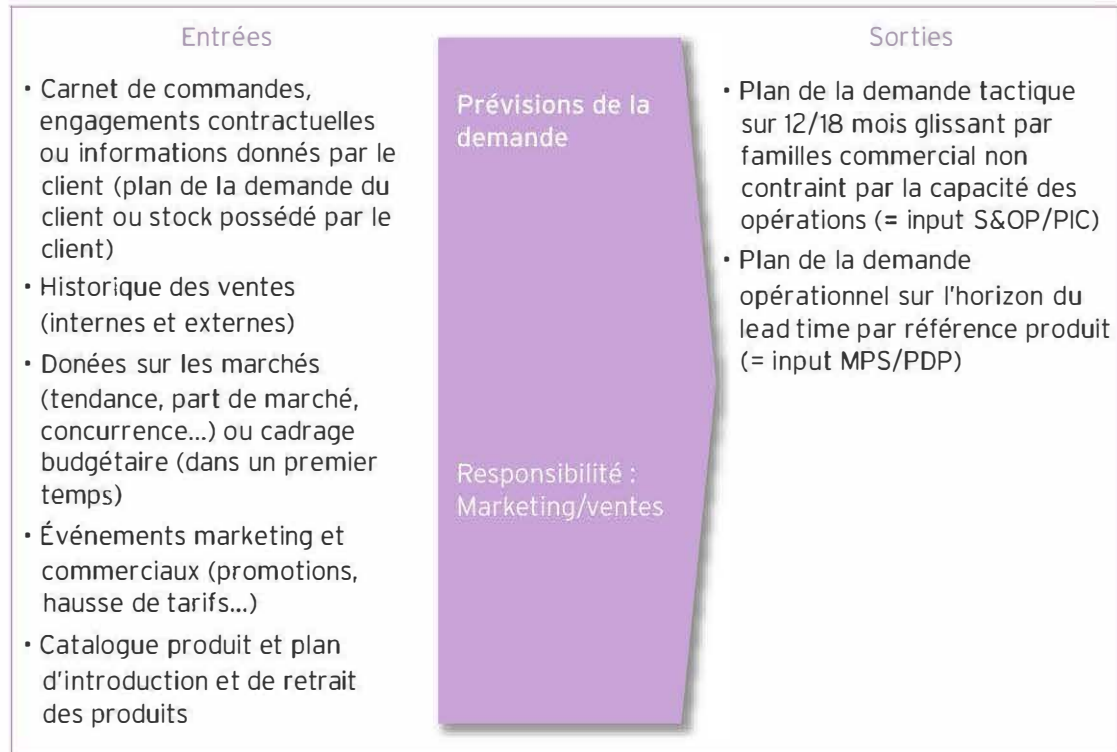 Entrées
• Carnet de commandes,
engagements contractuelles
ou informations donnés par le
client (plan de la demande du
client ou stock possédé par le
client)
• Historique des ventes
(internes et externes)
• Donées sur les marchés
(tendance, part de marché,
concurrence...) ou cadrage
budgétaire (dans un premier
temps)
• Événements marketing et
commerciaux (promotions,
hausse de tarifs...)
• Catalogue produit et plan
d'introduction et de retrait
des produits
Prévisions de la
demande
Responsibilité :
Marketing/ventes
Sorties
• Plan de la demande tactique
sur 12/18 mois glissant par
familles commercial non
contraint par la capacité des
opérations (= input S&OP/PIC)
• Plan de la demande
opérationnel sur l'horizon du
lead time par référence produit
(= input MPS/PDP)